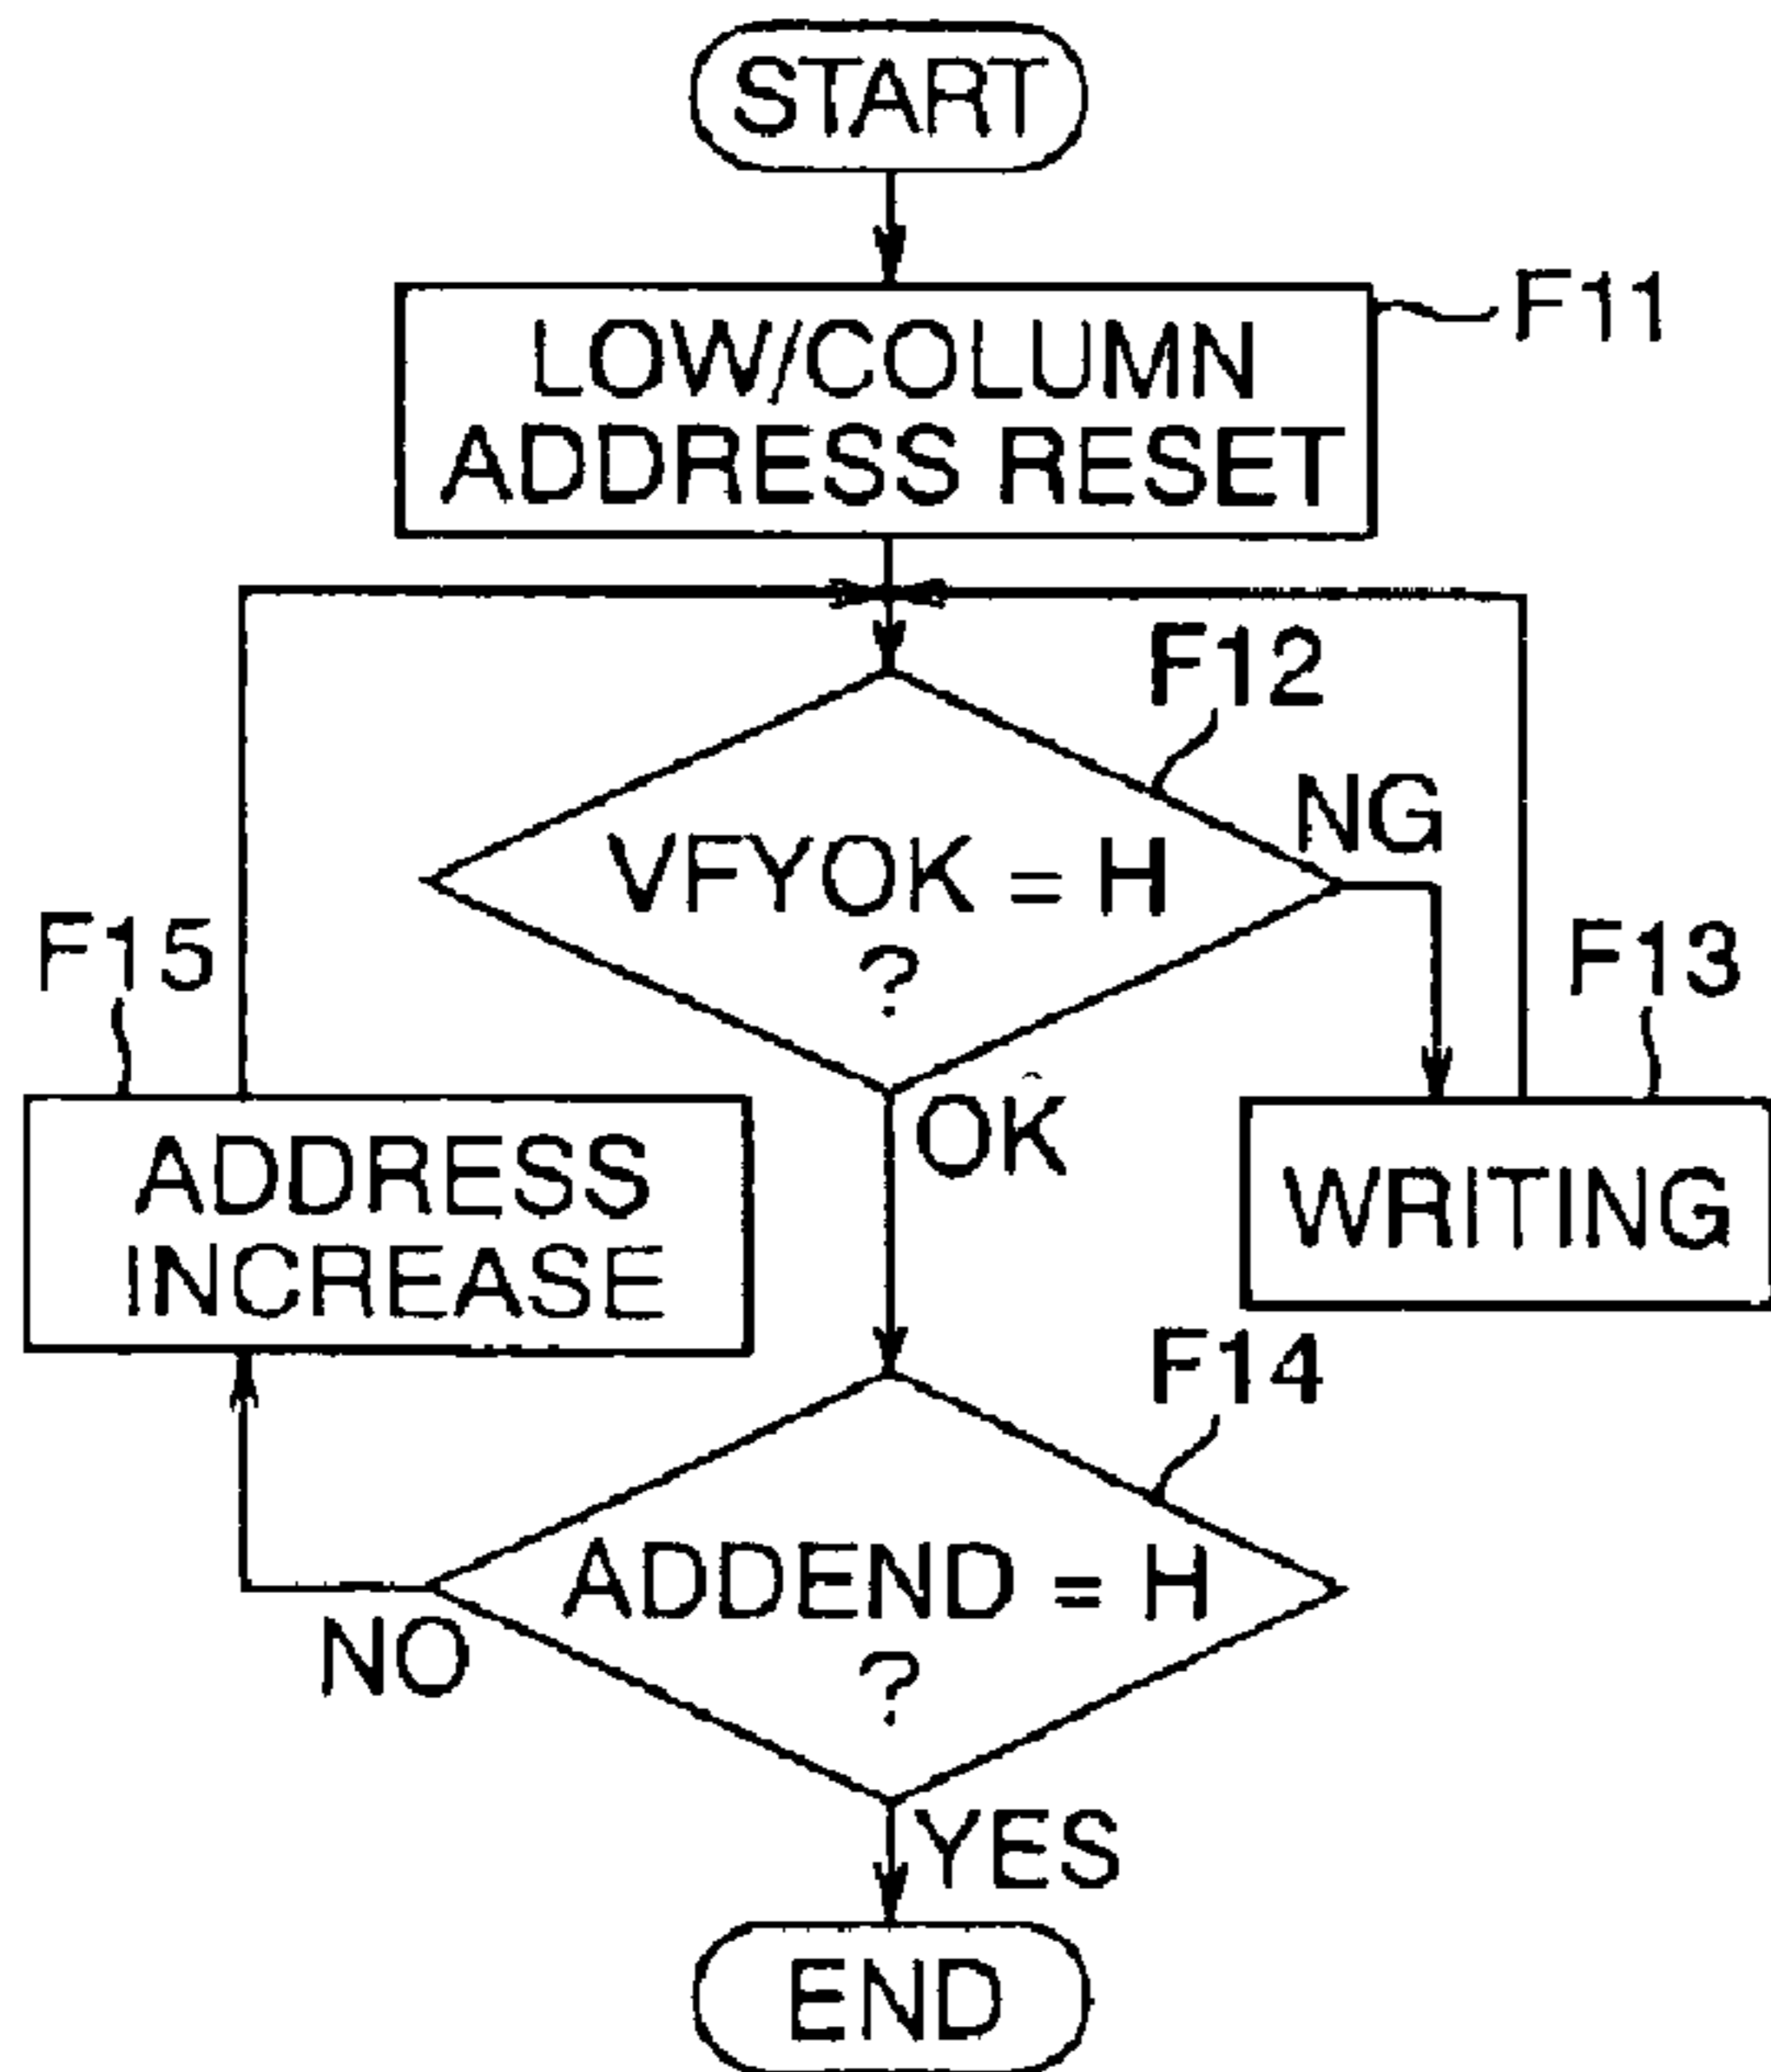 START
F11
LOW/COLUMN
ADDRESS RESET
F12
NG
VFYOK = H
?
F15
F13
OK
ADDRESS
INCREASE
WRITING
F14
ADDEND = H
?
NO
YES
END